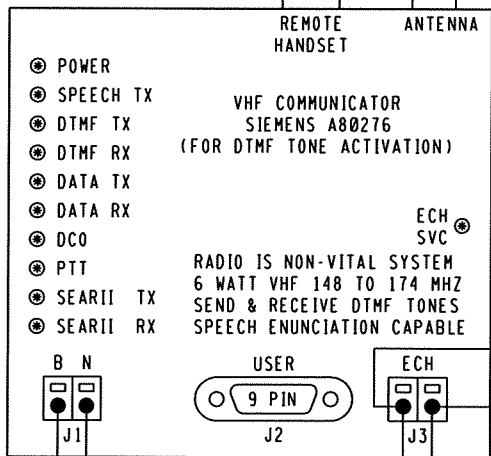 REMOTE HANDSET
ANTENNA
POWER
SPEECH TX
DTMF TX
DTMF RX
DATA TX
DATA RX
DCO
PTT
SEARII TX
SEARII RX
VHF COMMUNICATOR
SIEMENS A80276
(FOR DTMF TONE ACTIVATION)
ECH
SVC
RADIO IS NON-VITAL SYSTEM
6 WATT VHF 148 TO 174 MHZ
SEND & RECEIVE DTMF TONES
SPEECH ENUNCIATION CAPABLE
B N
J1
USER
9 PIN
J2
ECH
J3